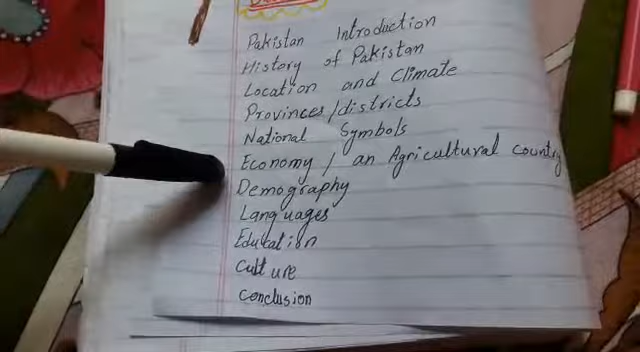 Pakistan Introduction
History of Pakistan
Location and Climate
Provinces/districts
National Symbols
Economy / an Agricultural country
Demography
Languages
Education
Culture
Conclusion